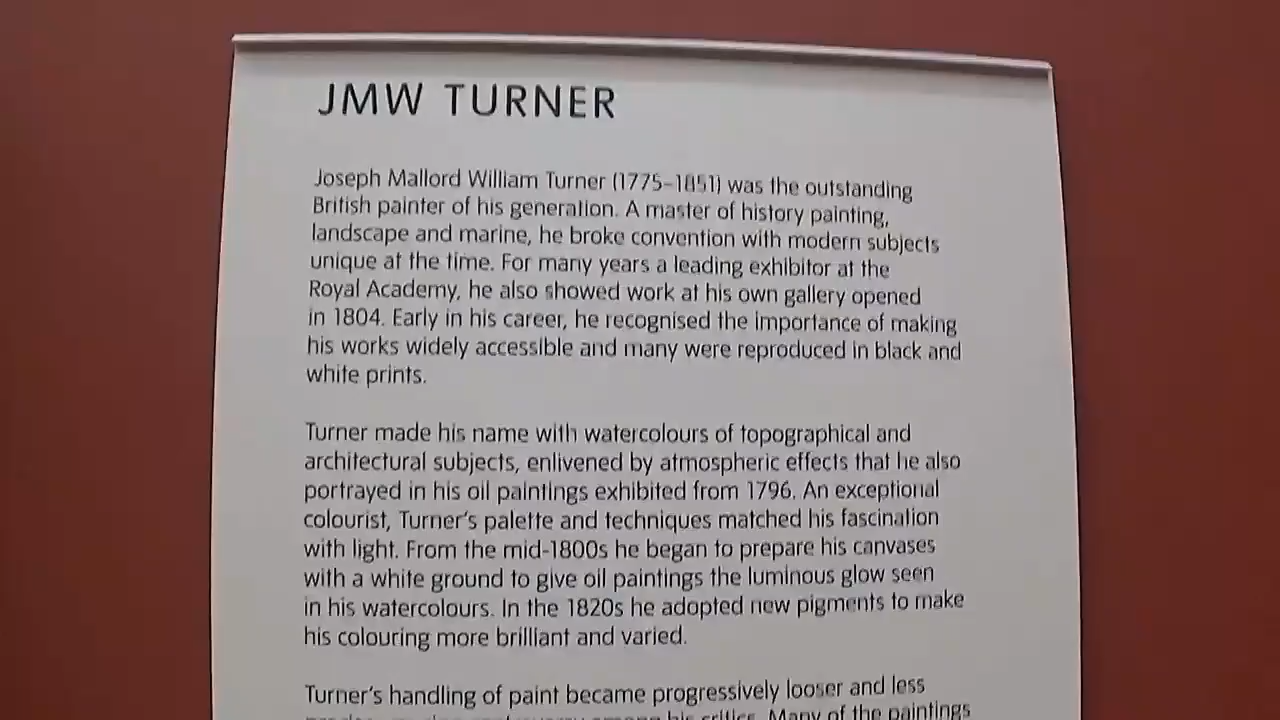 JMW TURNER
Joseph Mallord William Turner (1775–1851) was the outstanding
British painter of his generation. A master of history painting,
landscape and marine, he broke convention with modern subjects
unique at the time. For many years a leading exhibitor at the
Royal Academy, he also showed work at his own gallery opened
in 1804. Early in his career, he recognised the importance of making
his works widely accessible and many were reproduced in black and
white prints.
Turner made his name with watercolours of topographical and
architectural subjects, enlivened by atmospheric effects that he also
portrayed in his oil paintings exhibited from 1796. An exceptional
colourist, Turner's palette and techniques matched his fascination
with light. From the mid-1800s he began to prepare his canvases
with a white ground to give oil paintings the luminous glow seen
in his watercolours. In the 1820s he adopted new pigments to make
his colouring more brilliant and varied.
Turner's handling of paint became progressively looser and less
his critics. Many of the paintings